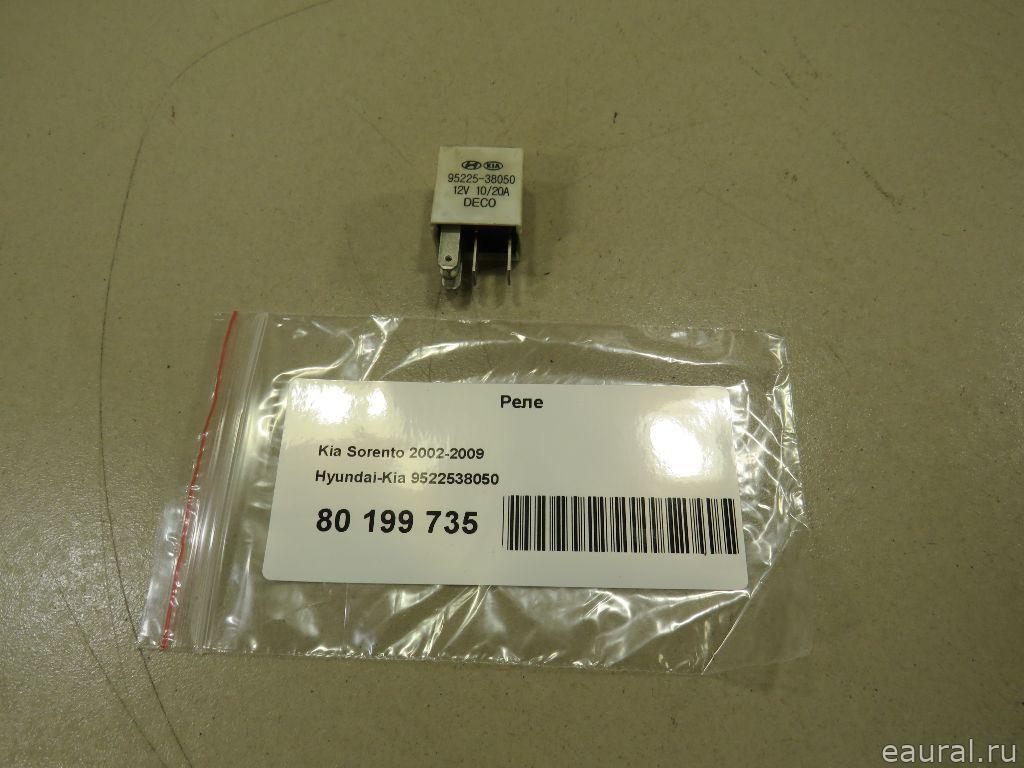 KIA
95225-38050
12V 10/20A
DECO
Реле
Kia Sorento 2002-2009
Hyundai-Kia 9522538050
80 199 735
eaural.ru